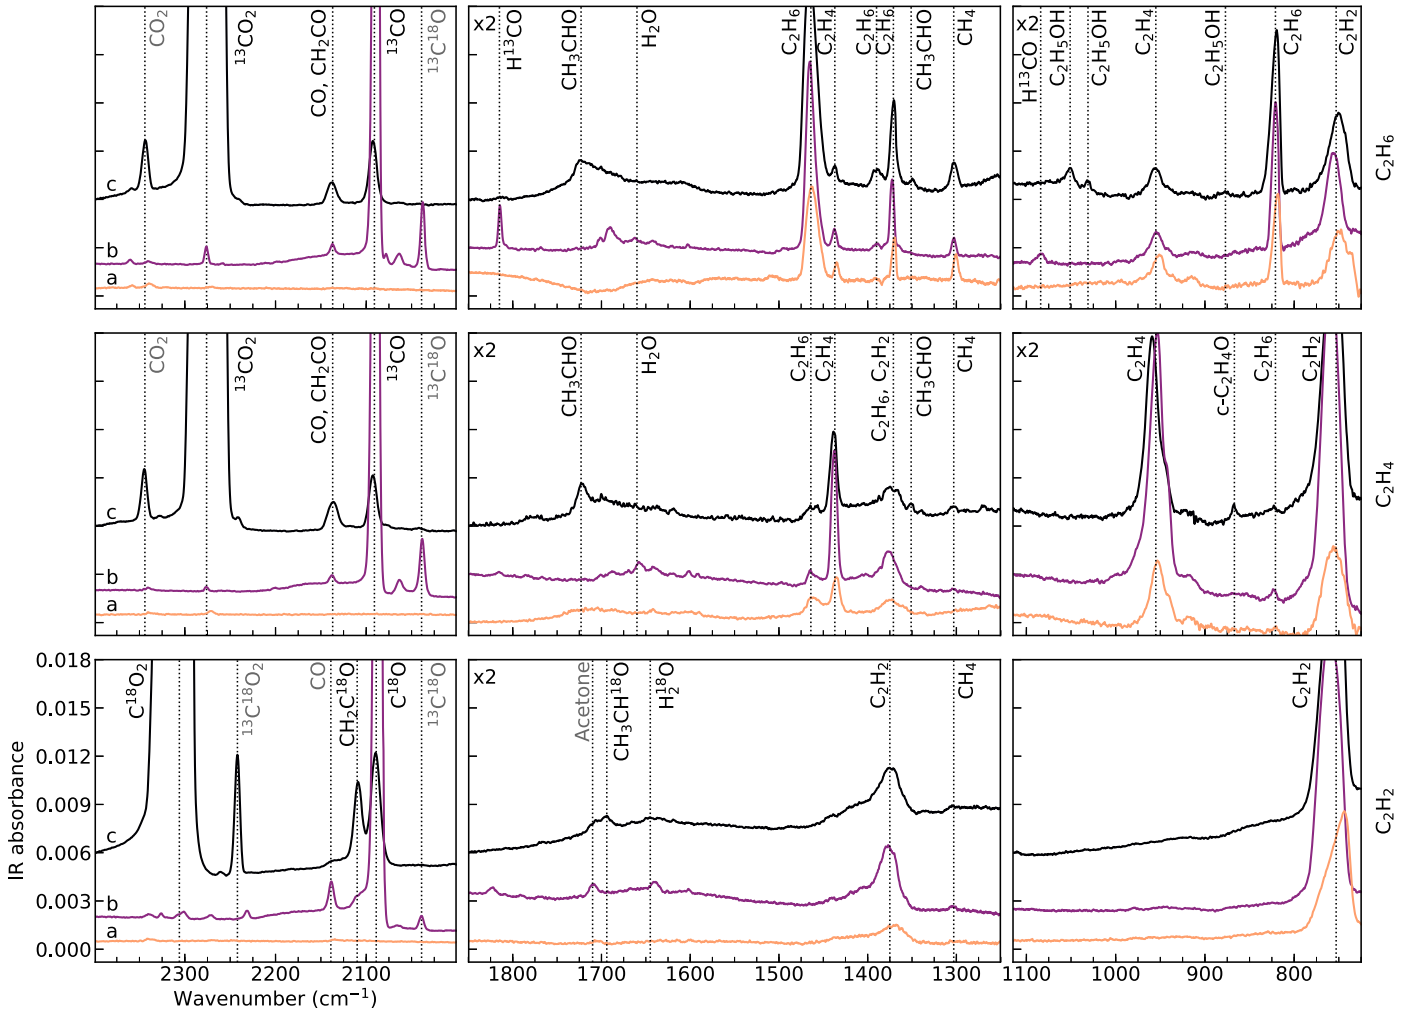 CO₂
¹³CO₂
CO, CH₂CO
¹³CO
¹³C¹⁸O
c
b
a
x2
H¹³CO
CH₃CHO
H₂O
C₂H₆
C₂H₄
C₂H₆
C₂H₆
CH₃CHO
CH₄
x2
H¹³CO
C₂H₅OH
C₂H₅OH
C₂H₄
C₂H₅OH
C₂H₆
C₂H₂
C₂H₆
CO₂
¹³CO₂
CO, CH₂CO
¹³CO
¹³C¹⁸O
c
b
a
x2
CH₃CHO
H₂O
C₂H₆
C₂H₄
C₂H₆, C₂H₂
CH₃CHO
CH₄
x2
C₂H₄
c-C₂H₄O
C₂H₆
C₂H₂
C₂H₄
IR absorbance
0.018
0.015
0.012
0.009
0.006
0.003
0.000
C¹⁸O₂
¹³C¹⁸O₂
CO
CH₂C¹⁸O
C¹⁸O
¹³C¹⁸O
c
b
a
x2
Acetone
CH₃CH¹⁸O
H₂¹⁸O
C₂H₂
CH₄
C₂H₂
C₂H₂
2300 2200 2100
1800 1700 1600 1500 1400 1300
1100 1000 900 800
Wavenumber (cm⁻¹)